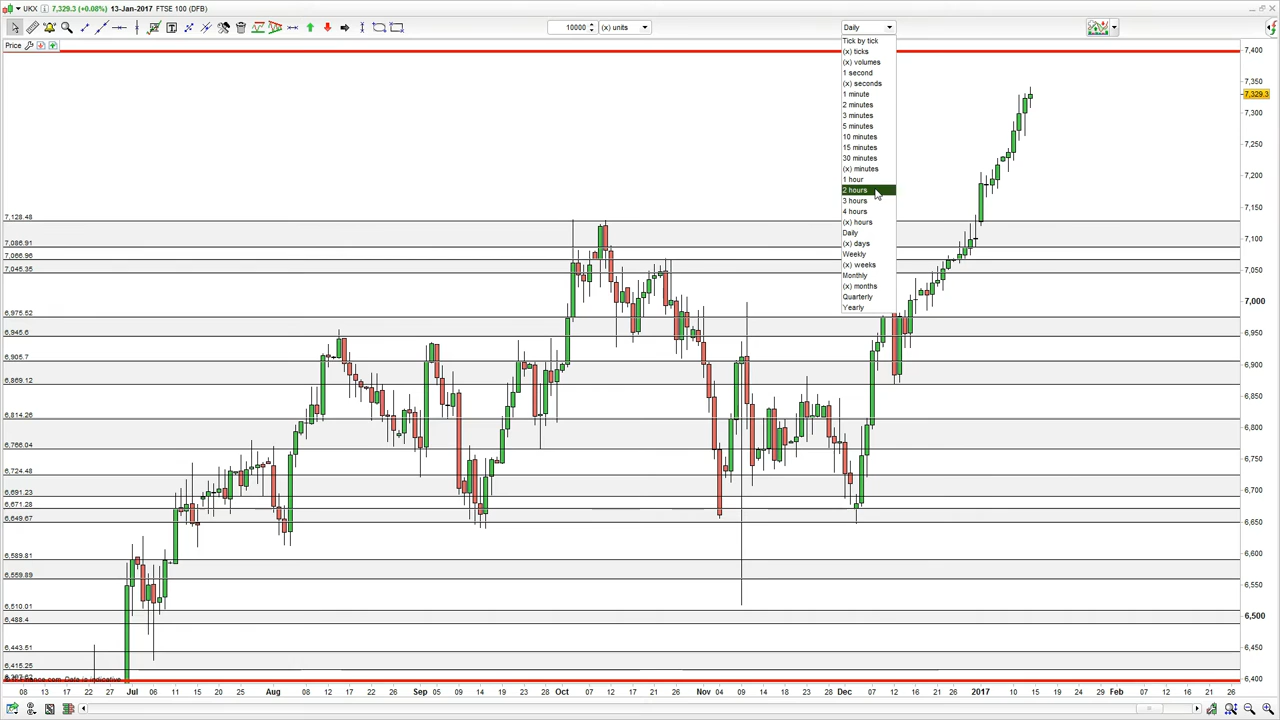 UKX 7,329.3 (+0.08%) 13-Jan-2017 FTSE 100 (DFB)
10000 (x) units Daily
Price
Tick by tick
(x) ticks
(x) volumes
1 second
(x) seconds
1 minute
2 minutes
3 minutes
5 minutes
10 minutes
15 minutes
30 minutes
(x) minutes
1 hour
2 hours
3 hours
4 hours
(x) hours
Daily
(x) days
Weekly
(x) weeks
Monthly
(x) months
Quarterly
Yearly
7,128.48
7,086.91
7,066.96
7,045.35
6,975.52
6,945.6
6,905.7
6,869.12
6,814.26
6,766.04
6,724.48
6,691.23
6,671.28
6,649.67
6,589.81
6,559.89
6,510.01
6,488.4
6,443.51
6,415.25
Data is indicative
7,400
7,350
7,329.3
7,300
7,250
7,200
7,150
7,100
7,050
7,000
6,950
6,900
6,850
6,800
6,750
6,700
6,650
6,600
6,550
6,500
6,450
6,400
08 13 22 27 Jul 06 11 15 20 25 Aug 12 17 22 25 Sep 05 09 14 19 23 28 Oct 07 12 17 21 26 Nov 04 09 14 18 23 28 Dec 07 12 16 21 28 2017 10 15 19 24 29 Feb 06 12 16 21 26